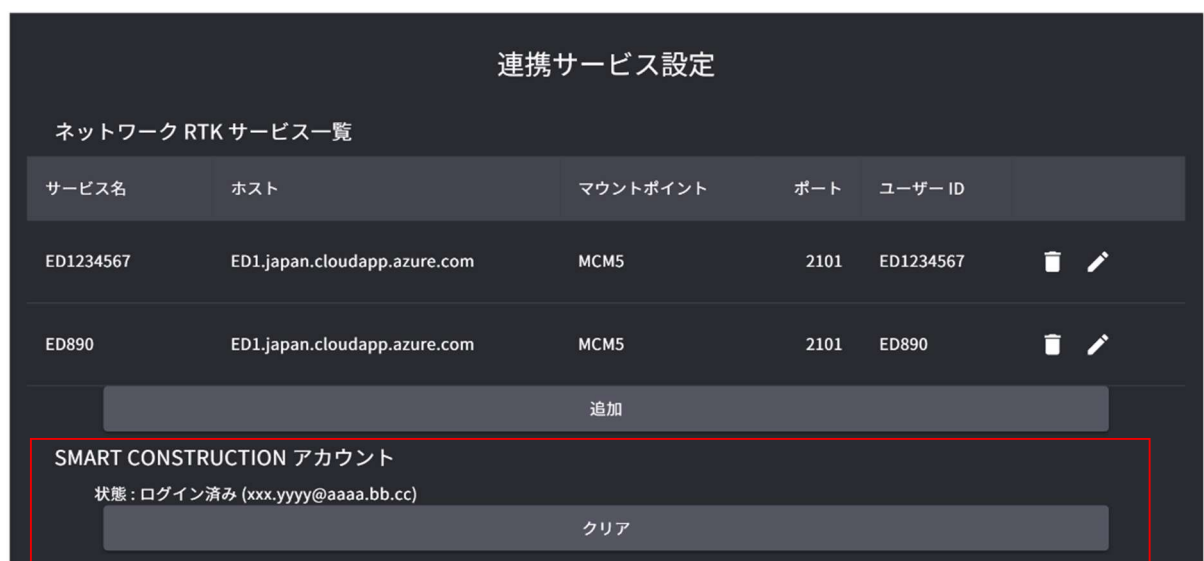 連携サービス設定
ネットワーク RTK サービス一覧
サービス名 ホスト マウントポイント ポート ユーザー ID
ED1234567 ED1.japan.cloudapp.azure.com MCM5 2101 ED1234567
ED890 ED1.japan.cloudapp.azure.com MCM5 2101 ED890
追加
SMART CONSTRUCTION アカウント
状態 : ログイン済み (xxx.yyyy@aaaa.bb.cc)
クリア